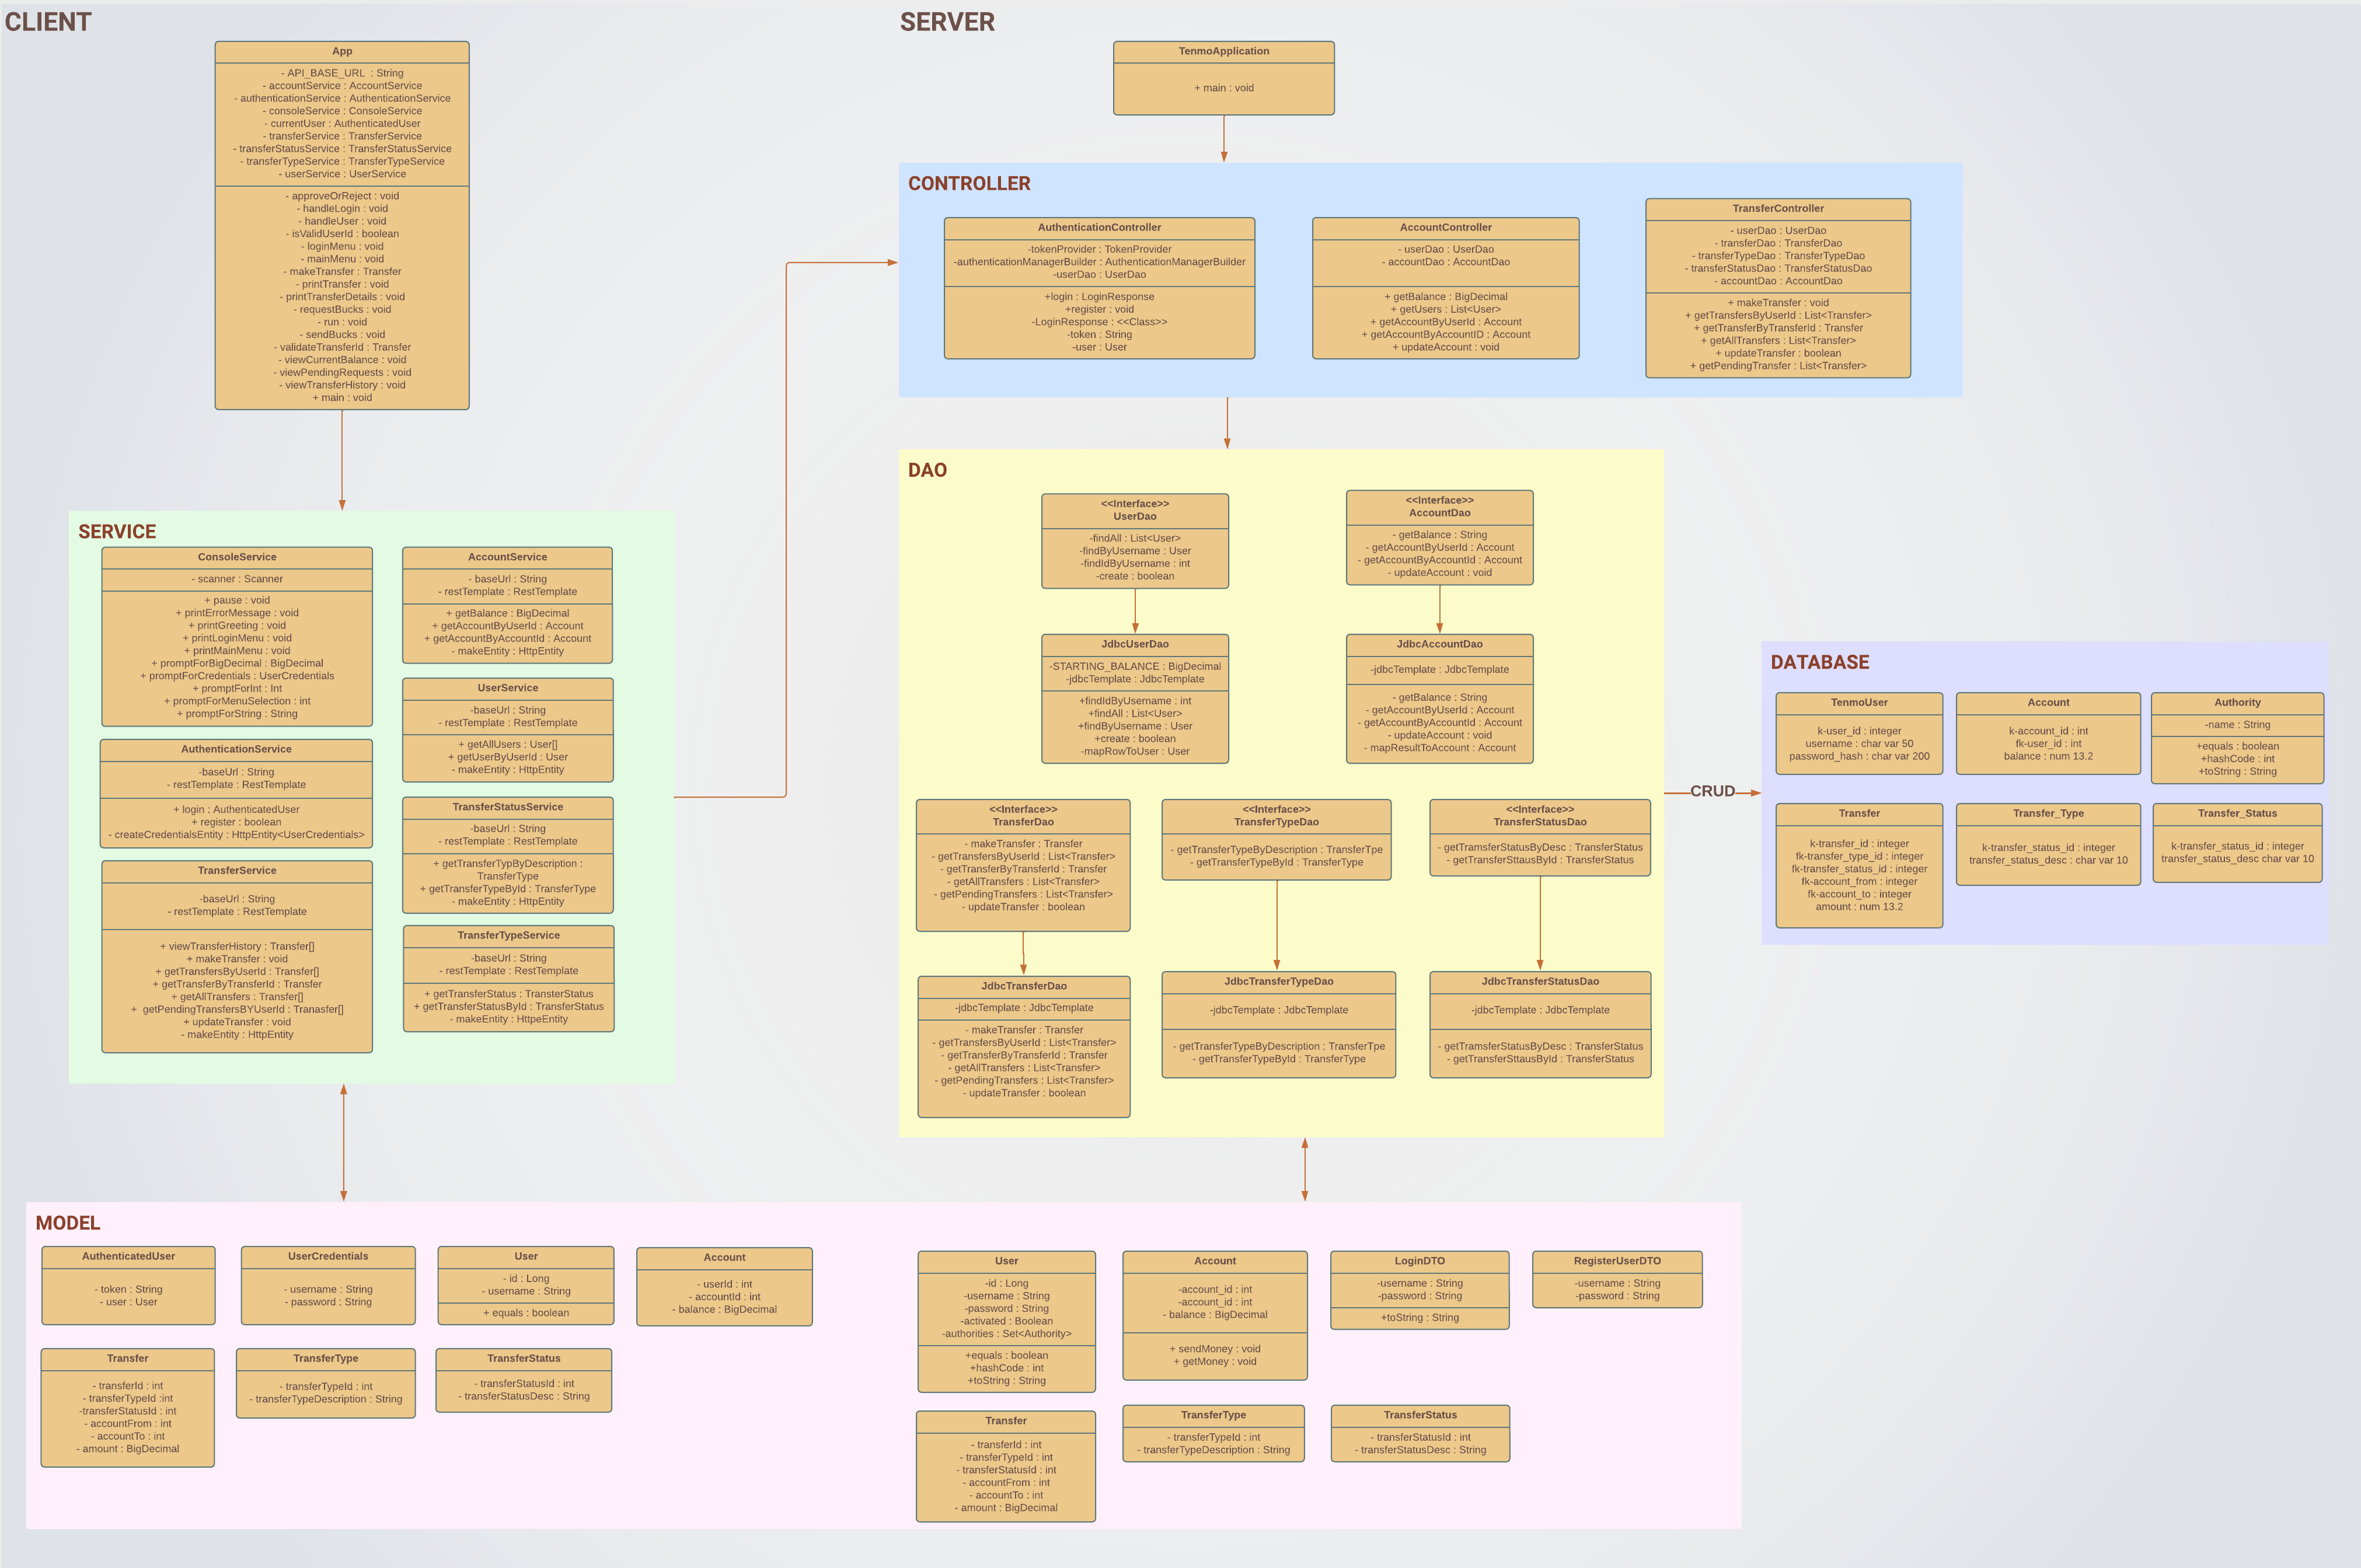 CLIENT
App
- API_BASE_URL : String
- accountService : AccountService
- authenticationService : AuthenticationService
- consoleService : ConsoleService
- currentUser : AuthenticatedUser
- transferService : TransferService
- transferStatusService : TransferStatusService
- transferTypeService : TransferTypeService
- userService : UserService
- approveOrReject : void
- handleLogin : void
- handleUser : void
- isValidUserId : boolean
- loginMenu : void
- mainMenu : void
- makeTransfer : Transfer
- printTransfer : void
- printTransferDetails : void
- requestBucks : void
- run : void
- sendBucks : void
- validateTransferId : Transfer
- viewCurrentBalance : void
- viewPendingRequests : void
- viewTransferHistory : void
+ main : void
SERVICE
ConsoleService
- scanner : Scanner
+ pause : void
+ printErrorMessage : void
+ printGreeting : void
+ printLoginMenu : void
+ printMainMenu : void
+ promptForBigDecimal : BigDecimal
+ promptForCredentials : UserCredentials
+ promptForInt : Int
+ promptForMenuSelection : int
+ promptForString : String
AuthenticationService
-baseUrl : String
- restTemplate : RestTemplate
+ login : AuthenticatedUser
+ register : boolean
- createCredentialsEntity : HttpEntity<UserCredentials>
TransferService
-baseUrl : String
- restTemplate : RestTemplate
+ viewTransferHistory : Transfer[]
+ makeTransfer : void
+ getTransfersByUserId : Transfer[]
+ getTransferByTransferId : Transfer
+ getAllTransfers : Transfer[]
+ getPendingTransfersBYUserId : Tranasfer[]
+ updateTransfer : void
- makeEntity : HttpEntity
AccountService
- baseUrl : String
- restTemplate : RestTemplate
+ getBalance : BigDecimal
+ getAccountByUserId : Account
+ getAccountByAccountId : Account
- makeEntity : HttpEntity
UserService
-baseUrl : String
- restTemplate : RestTemplate
+ getAllUsers : User[]
+ getUserByUserId : User
- makeEntity : HttpEntity
TransferStatusService
-baseUrl : String
- restTemplate : RestTemplate
+ getTransferTypByDescription :
TransferType
+ getTransferTypeById : TransferType
- makeEntity : HttpEntity
TransferTypeService
-baseUrl : String
- restTemplate : RestTemplate
+ getTransferStatus : TransterStatus
+ getTransferStatusById : TransferStatus
- makeEntity : HttpeEntity
SERVER
TenmoApplication
+ main : void
CONTROLLER
AuthenticationController
-tokenProvider : TokenProvider
-authenticationManagerBuilder : AuthenticationManagerBuilder
-userDao : UserDao
+login : LoginResponse
+register : void
-LoginResponse : <<Class>>
-token : String
-user : User
AccountController
- userDao : UserDao
- accountDao : AccountDao
+ getBalance : BigDecimal
+ getUsers : List<User>
+ getAccountByUserId : Account
+ getAccountByAccountID : Account
+ updateAccount : void
TransferController
- userDao : UserDao
- transferDao : TransferDao
- transferTypeDao : TransferTypeDao
- transferStatusDao : TransferStatusDao
- accountDao : AccountDao
+ makeTransfer : void
+ getTransfersByUserId : List<Transfer>
+ getTransferByTransferId : Transfer
+ getAllTransfers : List<Transfer>
+ updateTransfer : boolean
+ getPendingTransfer : List<Transfer>
DAO
<<Interface>>
UserDao
-findAll : List<User>
-findByUsername : User
-findIdByUsername : int
-create : boolean
<<Interface>>
AccountDao
- getBalance : String
- getAccountByUserId : Account
- getAccountByAccountId : Account
- updateAccount : void
JdbcUserDao
-STARTING_BALANCE : BigDecimal
-jdbcTemplate : JdbcTemplate
+findIdByUsername : int
+findAll : List<User>
+findByUsername : User
+create : boolean
-mapRowToUser : User
JdbcAccountDao
-jdbcTemplate : JdbcTemplate
- getBalance : String
- getAccountByUserId : Account
- getAccountByAccountId : Account
- updateAccount : void
- mapResultToAccount : Account
<<Interface>>
TransferDao
- makeTransfer : Transfer
- getTransfersByUserId : List<Transfer>
- getTransferByTransferId : Transfer
- getAllTransfers : List<Transfer>
- getPendingTransfers : List<Transfer>
- updateTransfer : boolean
<<Interface>>
TransferTypeDao
- getTransferTypeByDescription : TransferTpe
- getTransferTypeById : TransferType
<<Interface>>
TransferStatusDao
- getTramsferStatusByDesc : TransferStatus
- getTransferSttausById : TransferStatus
JdbcTransferDao
-jdbcTemplate : JdbcTemplate
- makeTransfer : Transfer
- getTransfersByUserId : List<Transfer>
- getTransferByTransferId : Transfer
- getAllTransfers : List<Transfer>
- getPendingTransfers : List<Transfer>
- updateTransfer : boolean
JdbcTransferTypeDao
-jdbcTemplate : JdbcTemplate
- getTransferTypeByDescription : TransferTpe
- getTransferTypeById : TransferType
JdbcTransferStatusDao
-jdbcTemplate : JdbcTemplate
- getTramsferStatusByDesc : TransferStatus
- getTransferSttausById : TransferStatus
CRUD
DATABASE
TenmoUser
k-user_id : integer
username : char var 50
password_hash : char var 200
Account
k-account_id : int
fk-user_id : int
balance : num 13.2
Authority
-name : String
+equals : boolean
+hashCode : int
+toString : String
Transfer
k-transfer_id : integer
fk-transfer_type_id : integer
fk-transfer_status_id : integer
fk-account_from : integer
fk-account_to : integer
amount : num 13.2
Transfer_Type
k-transfer_status_id : integer
transfer_status_desc : char var 10
Transfer_Status
k-transfer_status_id : integer
transfer_status_desc char var 10
MODEL
AuthenticatedUser
- token : String
- user : User
UserCredentials
- username : String
- password : String
User
- id : Long
- username : String
+ equals : boolean
Account
- userId : int
- accountId : int
- balance : BigDecimal
Transfer
- transferId : int
- transferTypeId :int
-transferStatusId : int
- accountFrom : int
- accountTo : int
- amount : BigDecimal
TransferType
- transferTypeId : int
- transferTypeDescription : String
TransferStatus
- transferStatusId : int
- transferStatusDesc : String
User
-id : Long
-username : String
-password : String
-activated : Boolean
-authorities : Set<Authority>
+equals : boolean
+hashCode : int
+toString : String
Account
-account_id : int
-account_id : int
- balance : BigDecimal
+ sendMoney : void
+ getMoney : void
LoginDTO
-username : String
-password : String
+toString : String
RegisterUserDTO
-username : String
-password : String
Transfer
- transferId : int
- transferTypeId : int
- transferStatusId : int
- accountFrom : int
- accountTo : int
- amount : BigDecimal
TransferType
- transferTypeId : int
- transferTypeDescription : String
TransferStatus
- transferStatusId : int
- transferStatusDesc : String